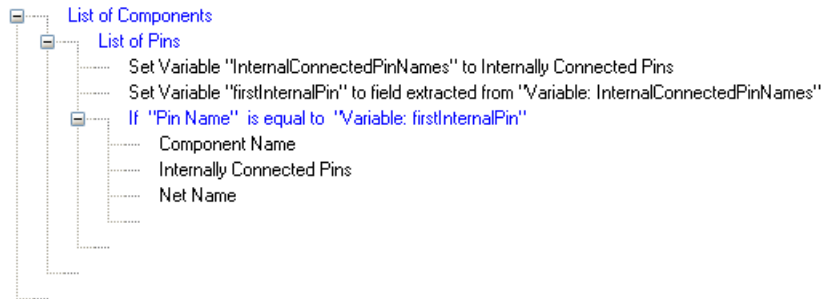 List of Components
List of Pins
Set Variable "InternalConnectedPinNames" to Internally Connected Pins
Set Variable "firstInternalPin" to field extracted from "Variable: InternalConnectedPinNames"
If "Pin Name" is equal to "Variable: firstInternalPin"
Component Name
Internally Connected Pins
Net Name